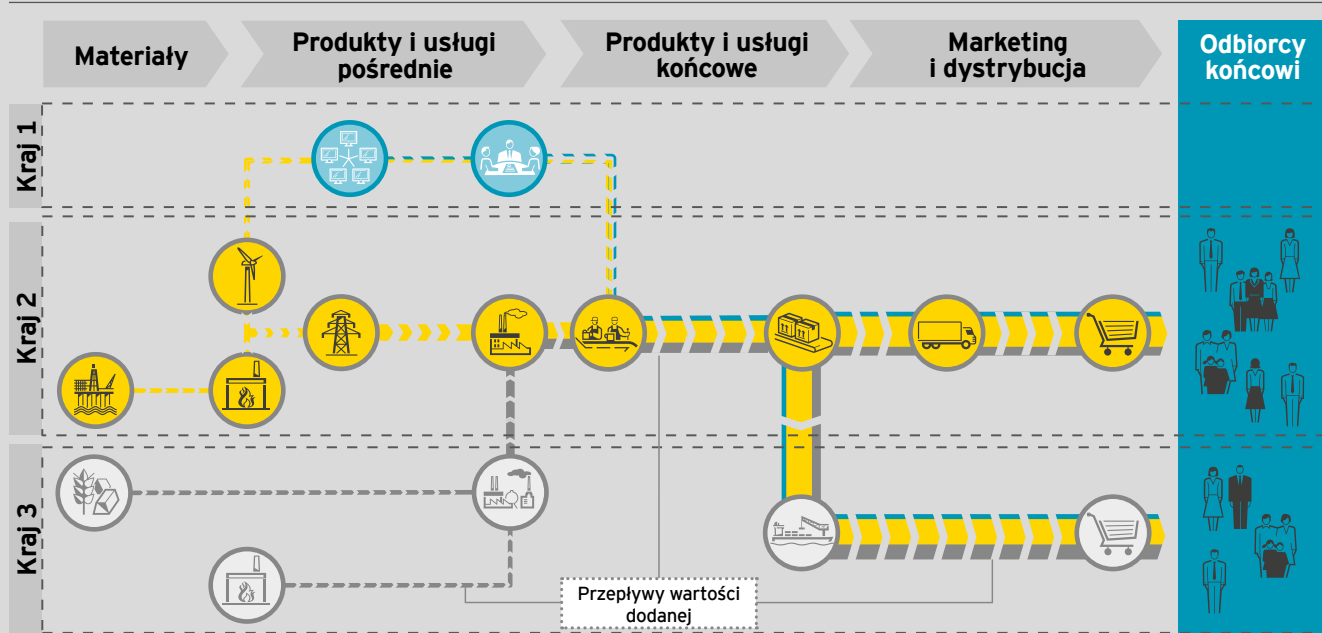 Materiały
Produkty i usługi
pośrednie
Produkty i usługi
końcowe
Marketing
i dystrybucja
Odbiorcy
końcowi
Kraj 1
Kraj 2
Kraj 3
Przepływy wartości
dodanej